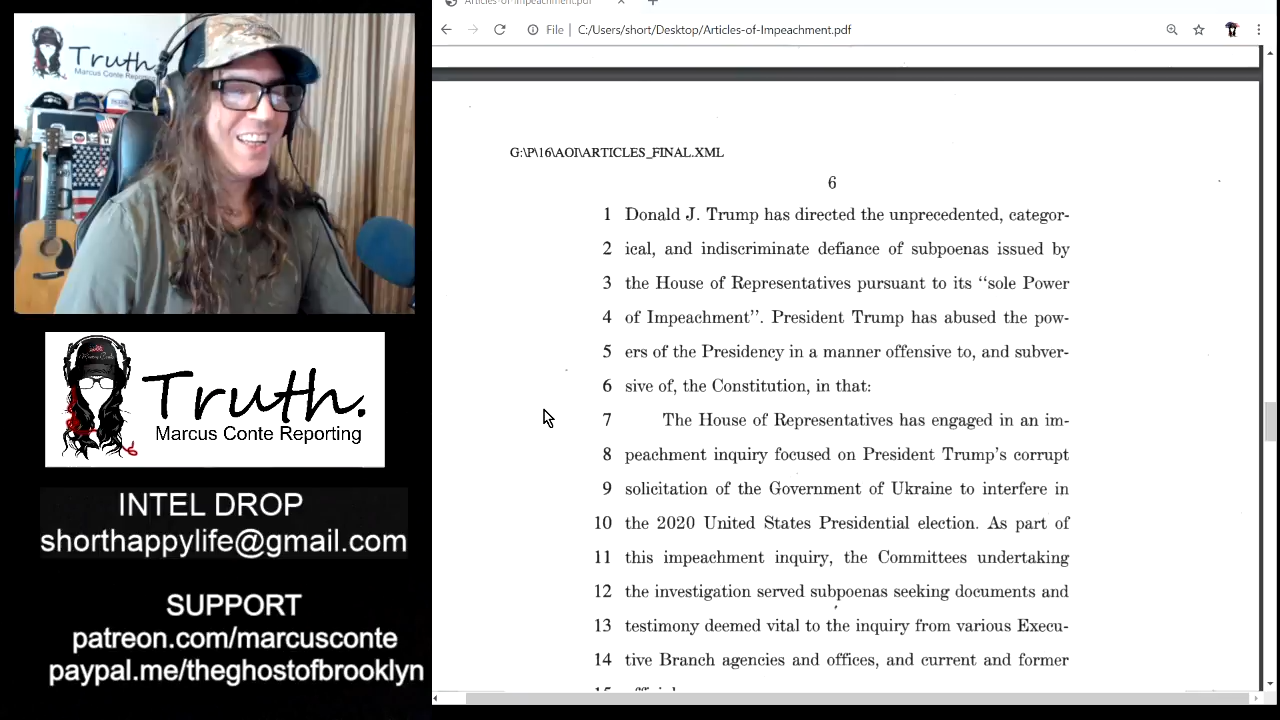 Truth.
Marcus Conte Reporting
Truth.
Marcus Conte Reporting
INTEL DROP
shorthappylife@gmail.com
SUPPORT
patreon.com/marcusconte
paypal.me/theghostofbrooklyn
Articles-of-Impeachment.pdf
File | C:/Users/short/Desktop/Articles-of-Impeachment.pdf
G:\P\16\AOI\ARTICLES_FINAL.XML
6
1 Donald J. Trump has directed the unprecedented, categor-
2 ical, and indiscriminate defiance of subpoenas issued by
3 the House of Representatives pursuant to its “sole Power
4 of Impeachment”. President Trump has abused the pow-
5 ers of the Presidency in a manner offensive to, and subver-
6 sive of, the Constitution, in that:
7 The House of Representatives has engaged in an im-
8 peachment inquiry focused on President Trump’s corrupt
9 solicitation of the Government of Ukraine to interfere in
10 the 2020 United States Presidential election. As part of
11 this impeachment inquiry, the Committees undertaking
12 the investigation served subpoenas seeking documents and
13 testimony deemed vital to the inquiry from various Execu-
14 tive Branch agencies and offices, and current and former